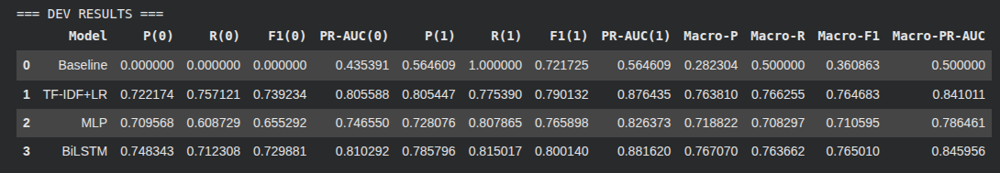 === DEV RESULTS ===
Model P(0) R(0) F1(0) PR-AUC(0) P(1) R(1) F1(1) PR-AUC(1) Macro-P Macro-R Macro-F1 Macro-PR-AUC
0 Baseline 0.000000 0.000000 0.000000 0.435391 0.564609 1.000000 0.721725 0.564609 0.282304 0.500000 0.360863 0.500000
1 TF-IDF+LR 0.722174 0.757121 0.739234 0.805588 0.805447 0.775390 0.790132 0.876435 0.763810 0.766255 0.764683 0.841011
2 MLP 0.709568 0.608729 0.655292 0.746550 0.728076 0.807865 0.765898 0.826373 0.718822 0.708297 0.710595 0.786461
3 BiLSTM 0.748343 0.712308 0.729881 0.810292 0.785796 0.815017 0.800140 0.881620 0.767070 0.763662 0.765010 0.845956